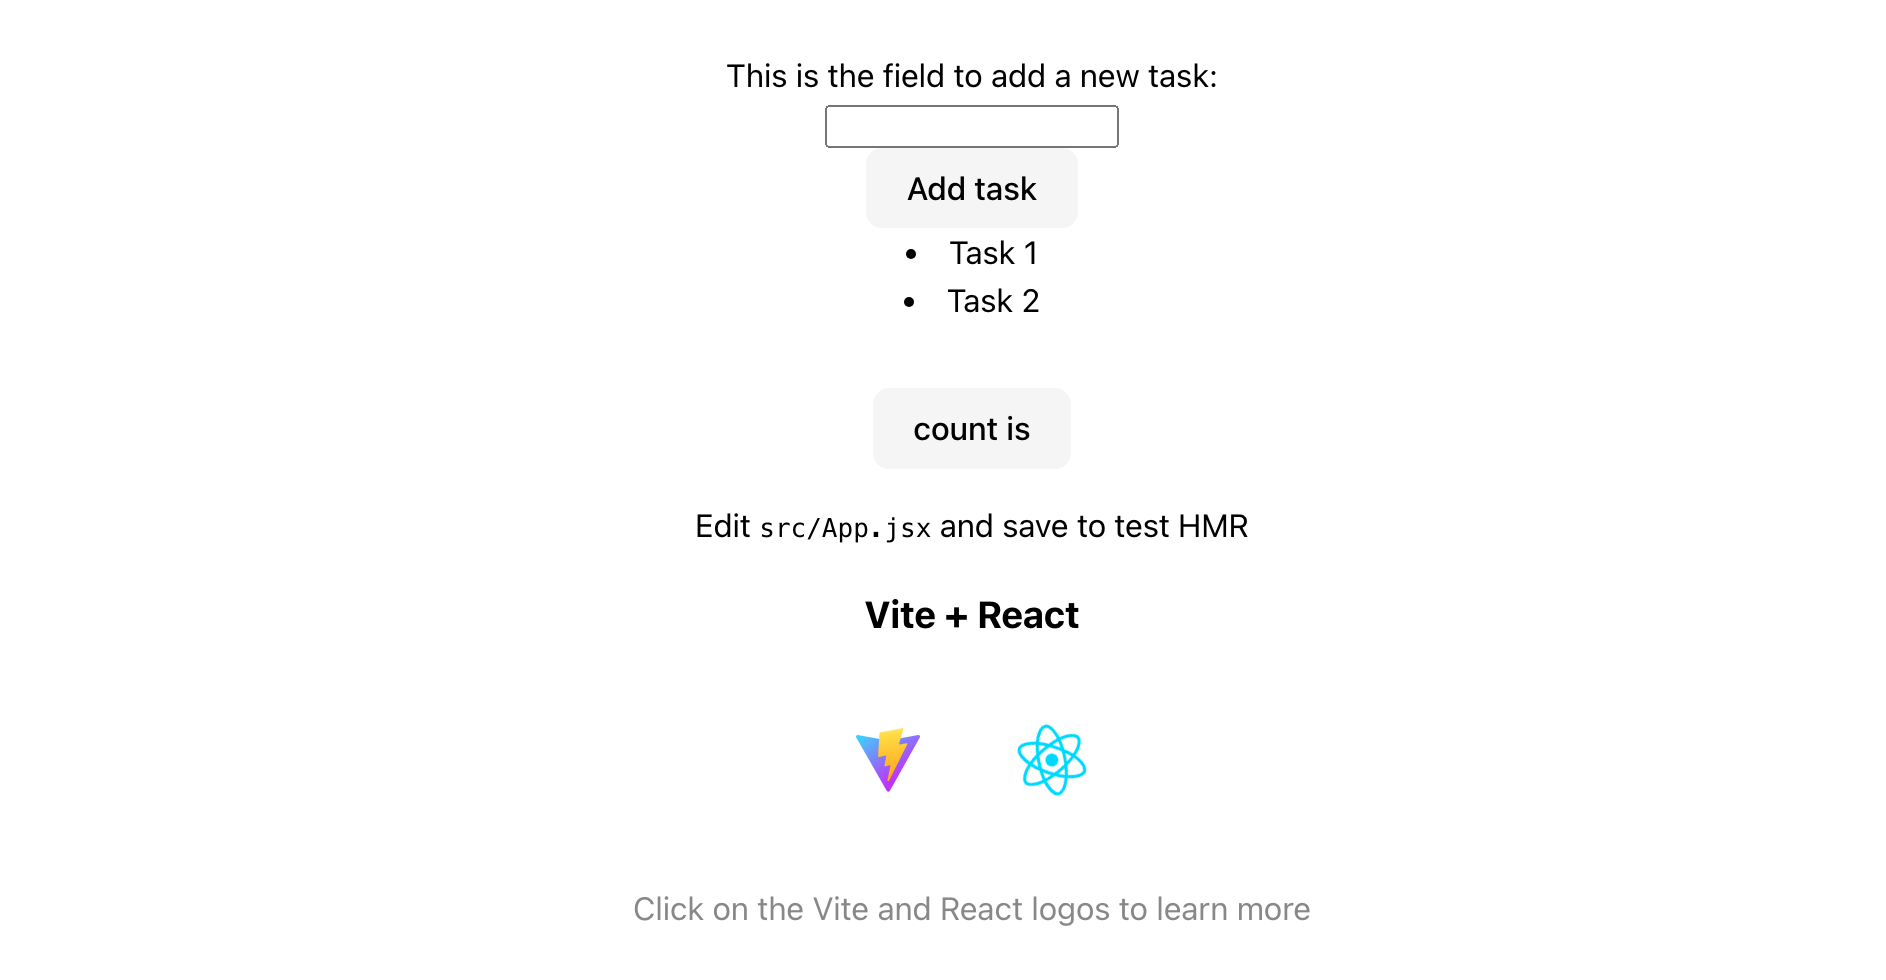 This is the field to add a new task:
Add task
Task 1
Task 2
count is
Edit src/App.jsx and save to test HMR
Vite + React
Click on the Vite and React logos to learn more